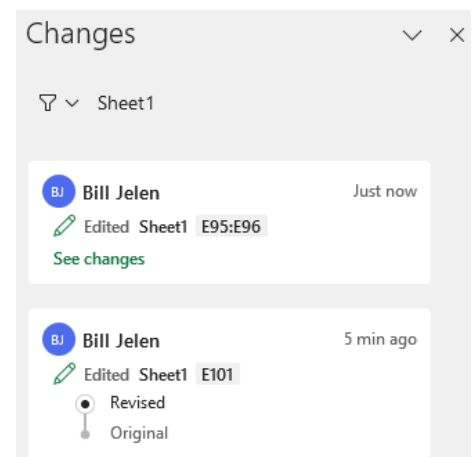 Changes
Sheet1
BJ Bill Jelen Just now
Edited Sheet1 E95:E96
See changes
BJ Bill Jelen 5 min ago
Edited Sheet1 E101
Revised
Original